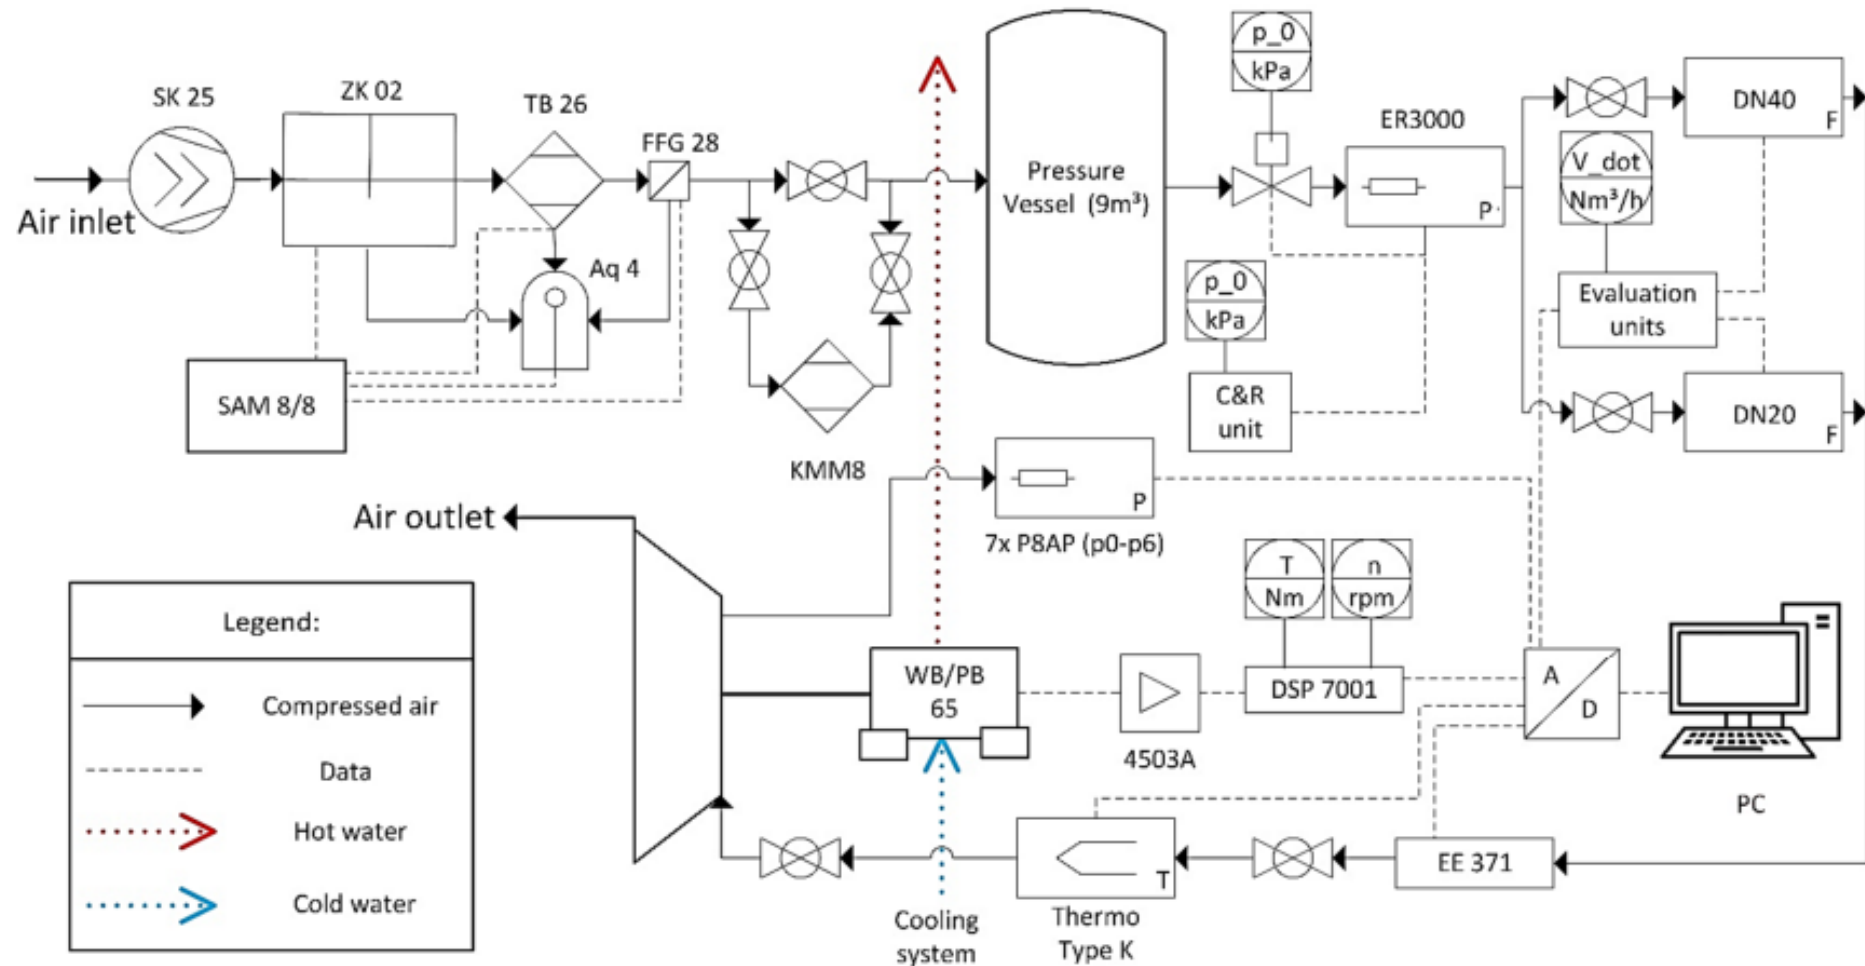 SK 25
ZK 02
TB 26
FFG 28
Air inlet
Aq 4
SAM 8/8
KMM8
Pressure
Vessel (9m³)
p_0
kPa
ER3000
P
p_0
kPa
C&R
unit
DN40
F
V_dot
Nm³/h
Evaluation
units
DN20
F
Air outlet
P
7x P8AP (p0-p6)
T
Nm
n
rpm
Legend:
Compressed air
Data
Hot water
Cold water
WB/PB
65
4503A
DSP 7001
A
D
PC
T
Thermo
Type K
EE 371
Cooling
system